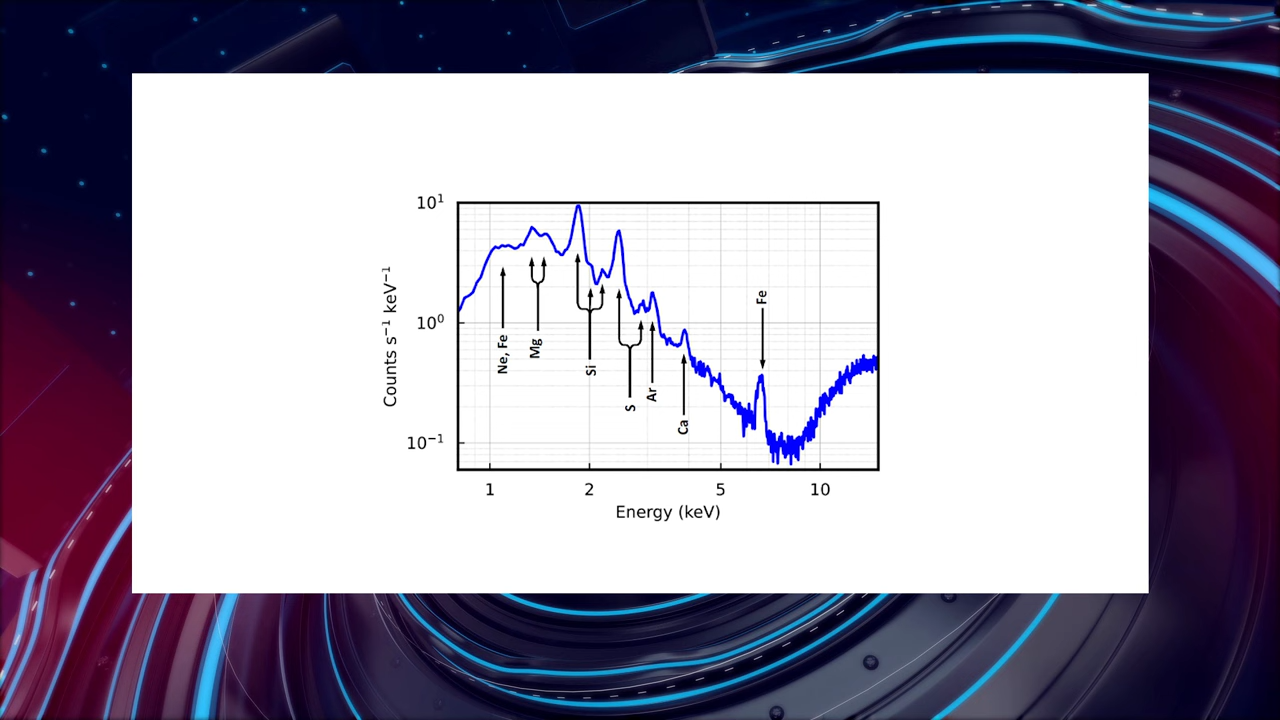 10¹
10⁰
10⁻¹
Counts s⁻¹ keV⁻¹
Ne, Fe
Mg
Si
S
Ar
Ca
Fe
1 2 5 10
Energy (keV)